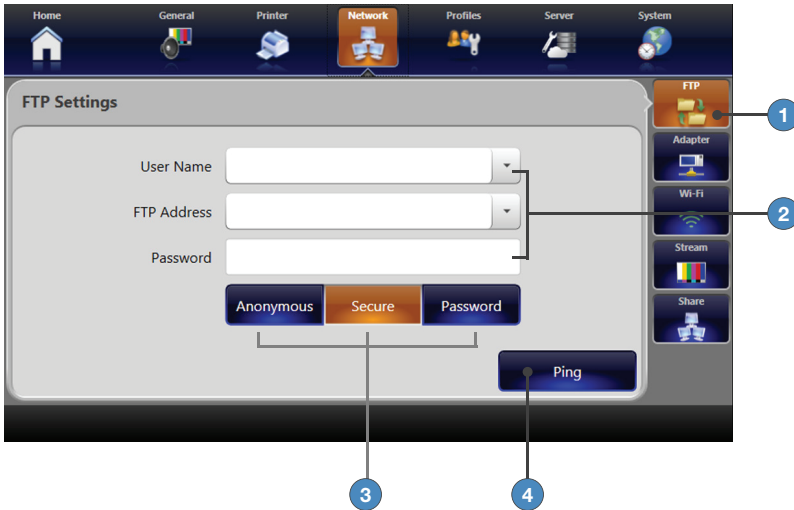 Home General Printer Network Profiles Server System
FTP
FTP Settings
1
Adapter
User Name
Wi-Fi
FTP Address
2
Stream
Password
Share
Anonymous Secure Password
Ping
3 4